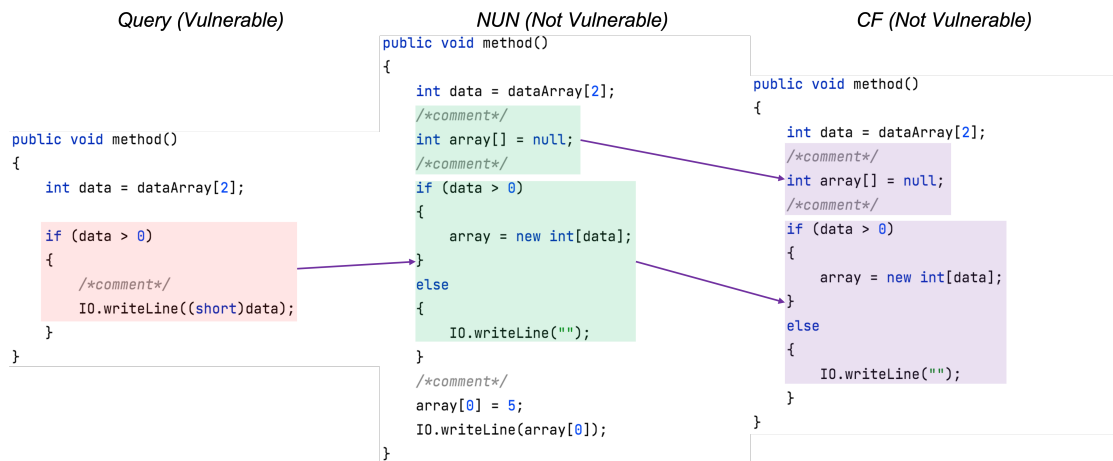 Query (Vulnerable)
public void method()
{
int data = dataArray[2];
if (data > 0)
{
/*comment*/
IO.writeLine((short)data);
}
}
NUN (Not Vulnerable)
public void method()
{
int data = dataArray[2];
/*comment*/
int array[] = null;
/*comment*/
if (data > 0)
{
array = new int[data];
}
else
{
IO.writeLine("");
}
/*comment*/
array[0] = 5;
IO.writeLine(array[0]);
}
CF (Not Vulnerable)
public void method()
{
int data = dataArray[2];
/*comment*/
int array[] = null;
/*comment*/
if (data > 0)
{
array = new int[data];
}
else
{
IO.writeLine("");
}
}